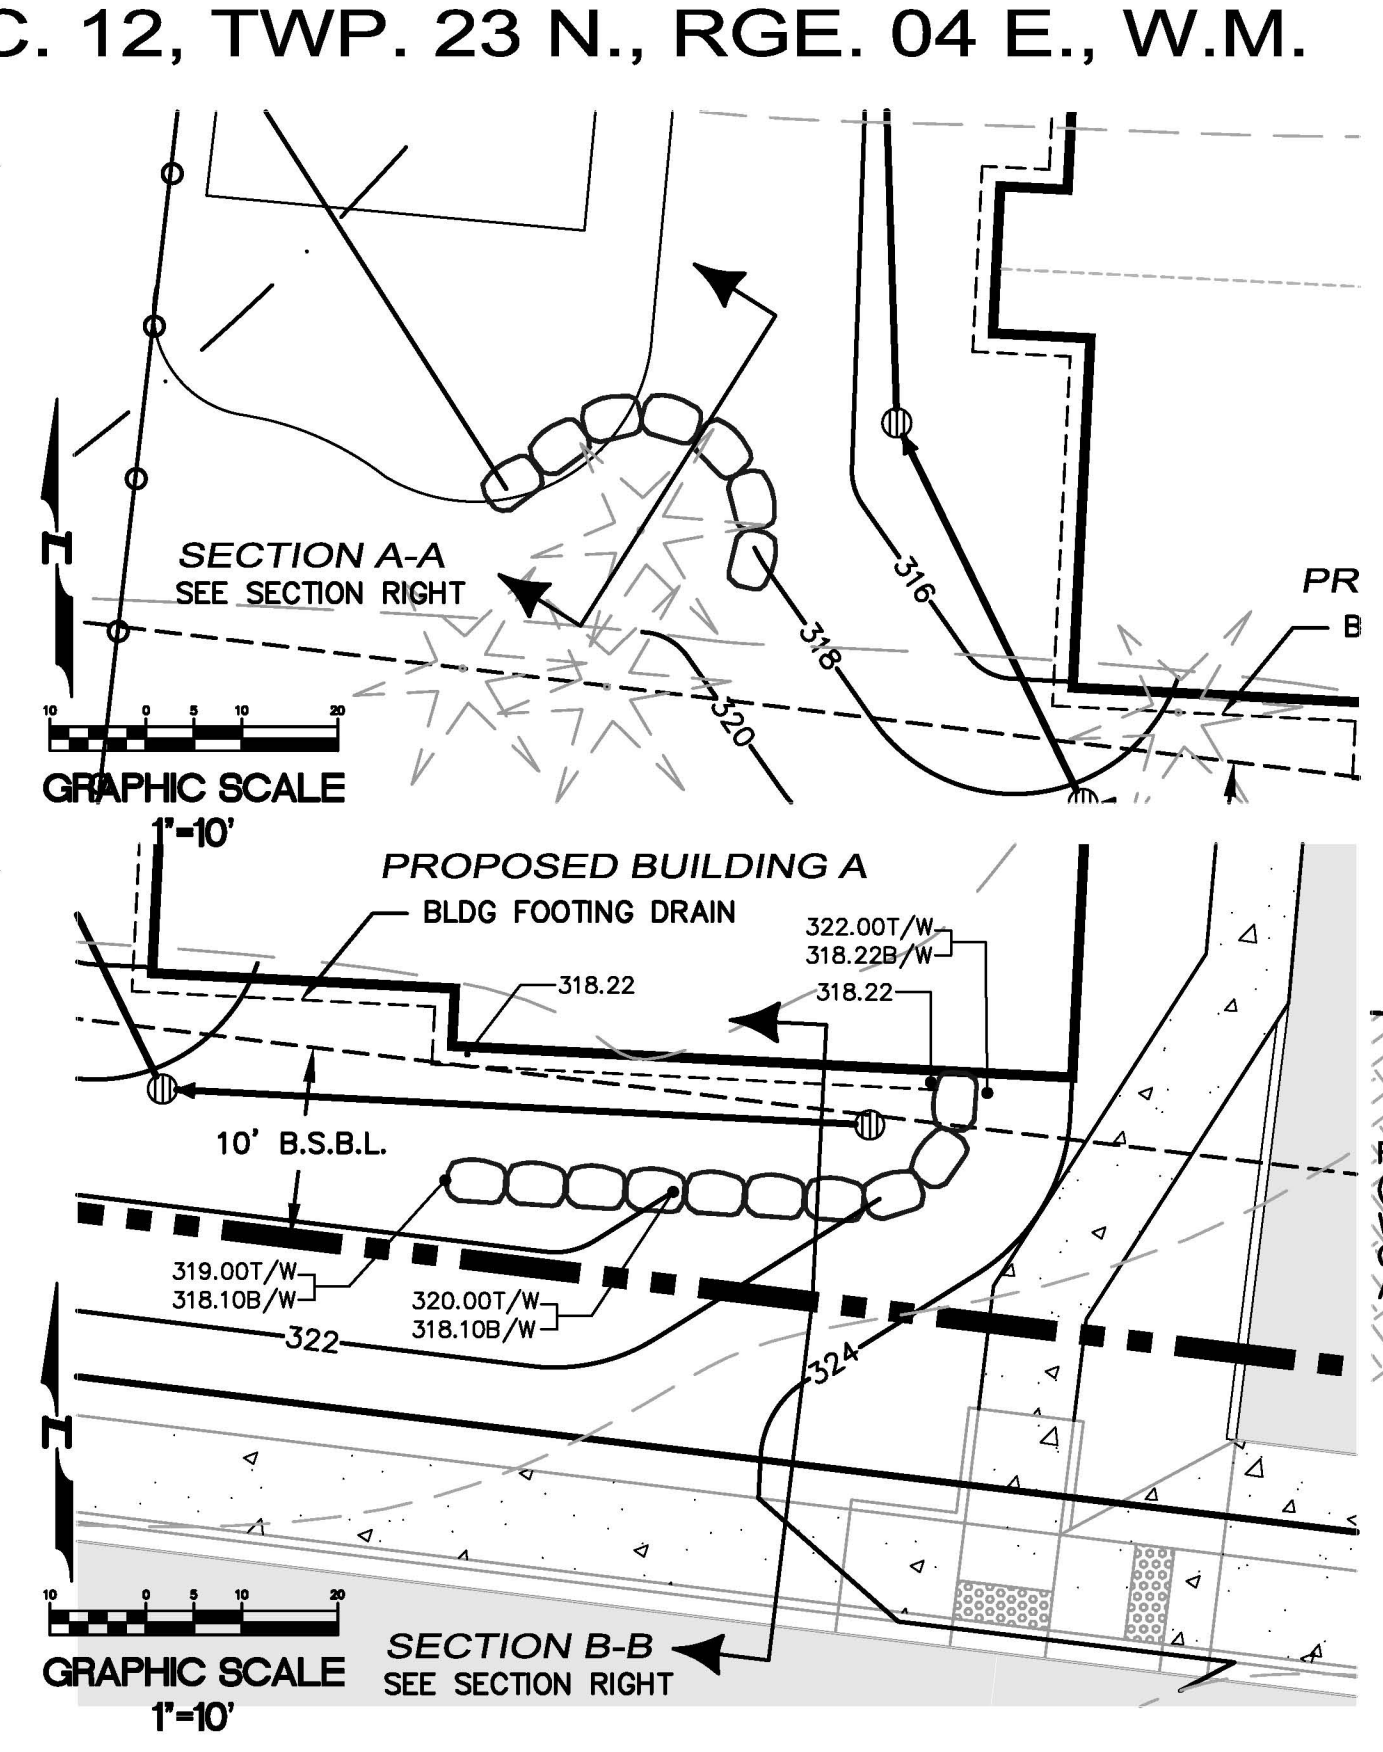 C. 12, TWP. 23 N., RGE. 04 E., W.M.
SECTION A-A
SEE SECTION RIGHT
316
318
320
PR
B
N
10 0 5 10 20
GRAPHIC SCALE
1"=10'
PROPOSED BUILDING A
BLDG FOOTING DRAIN
322.00T/W
318.22B/W
318.22
318.22
10' B.S.B.L.
319.00T/W
318.10B/W
320.00T/W
318.10B/W
322
324
N
10 0 5 10 20
GRAPHIC SCALE
1"=10'
SECTION B-B
SEE SECTION RIGHT